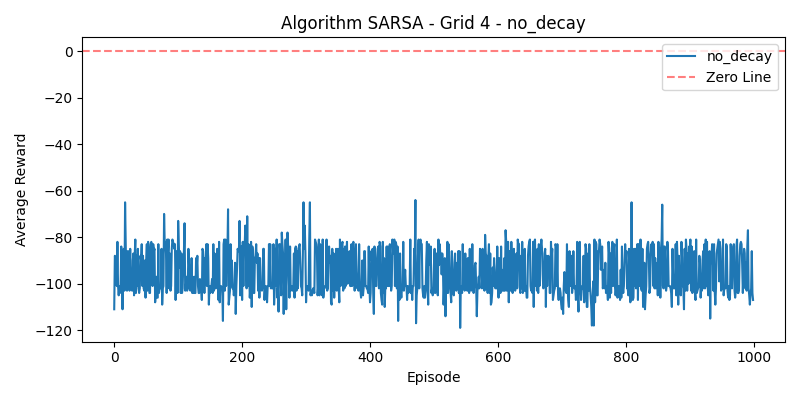 Algorithm SARSA - Grid 4 - no_decay
Average Reward
0
−20
−40
−60
−80
−100
−120
no_decay
Zero Line
0 200 400 600 800 1000
Episode